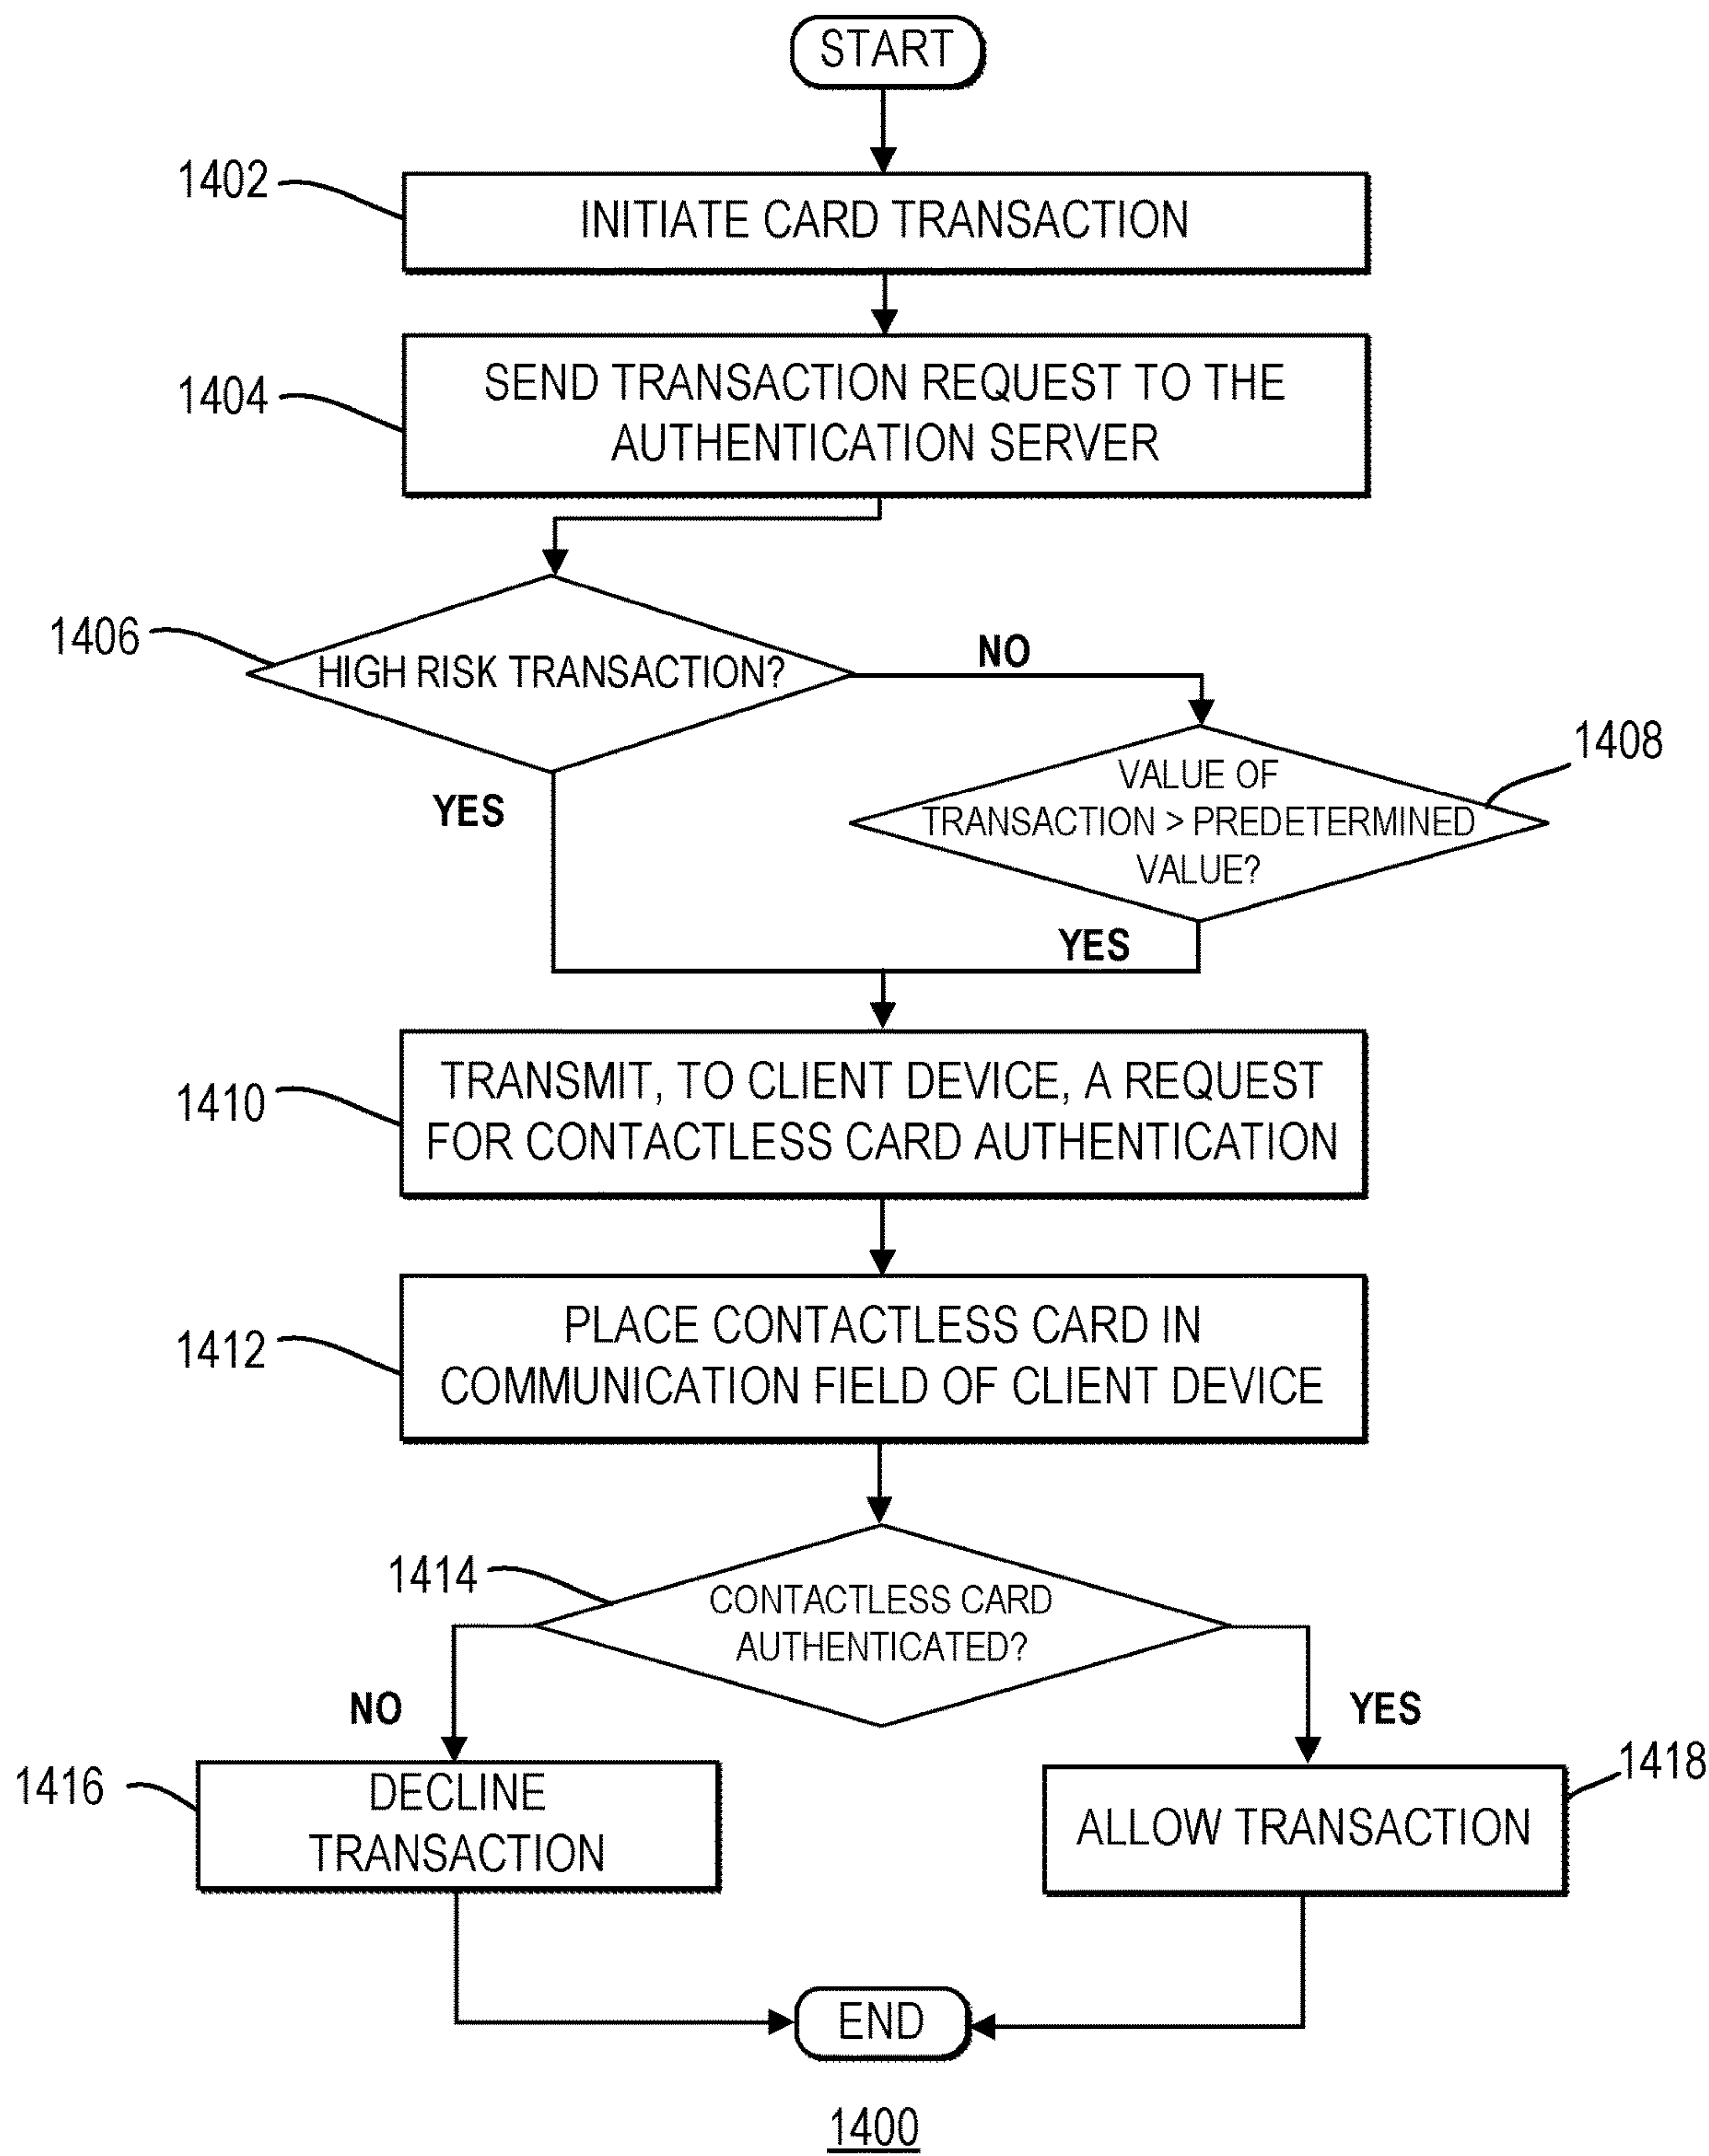 START
1402
INITIATE CARD TRANSACTION
1404
SEND TRANSACTION REQUEST TO THE
AUTHENTICATION SERVER
1406
HIGH RISK TRANSACTION?
NO
YES
1408
VALUE OF
TRANSACTION > PREDETERMINED
VALUE?
YES
1410
TRANSMIT, TO CLIENT DEVICE, A REQUEST
FOR CONTACTLESS CARD AUTHENTICATION
1412
PLACE CONTACTLESS CARD IN
COMMUNICATION FIELD OF CLIENT DEVICE
1414
CONTACTLESS CARD
AUTHENTICATED?
NO
YES
1416
DECLINE
TRANSACTION
1418
ALLOW TRANSACTION
END
1400